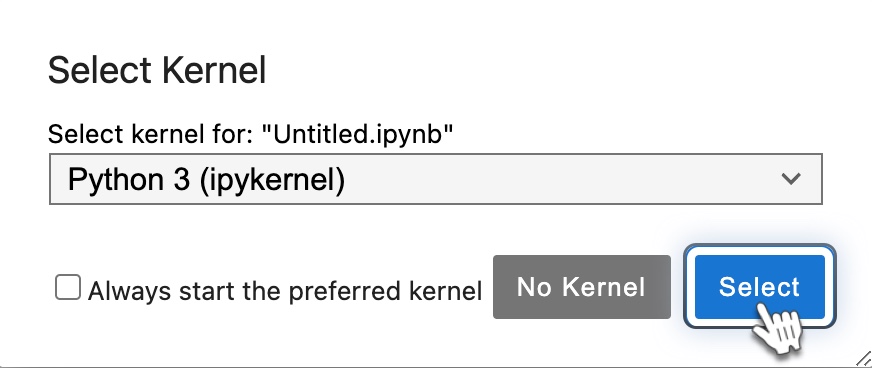 Select Kernel
Select kernel for: "Untitled.ipynb"
Python 3 (ipykernel)
Always start the preferred kernel
No Kernel
Select